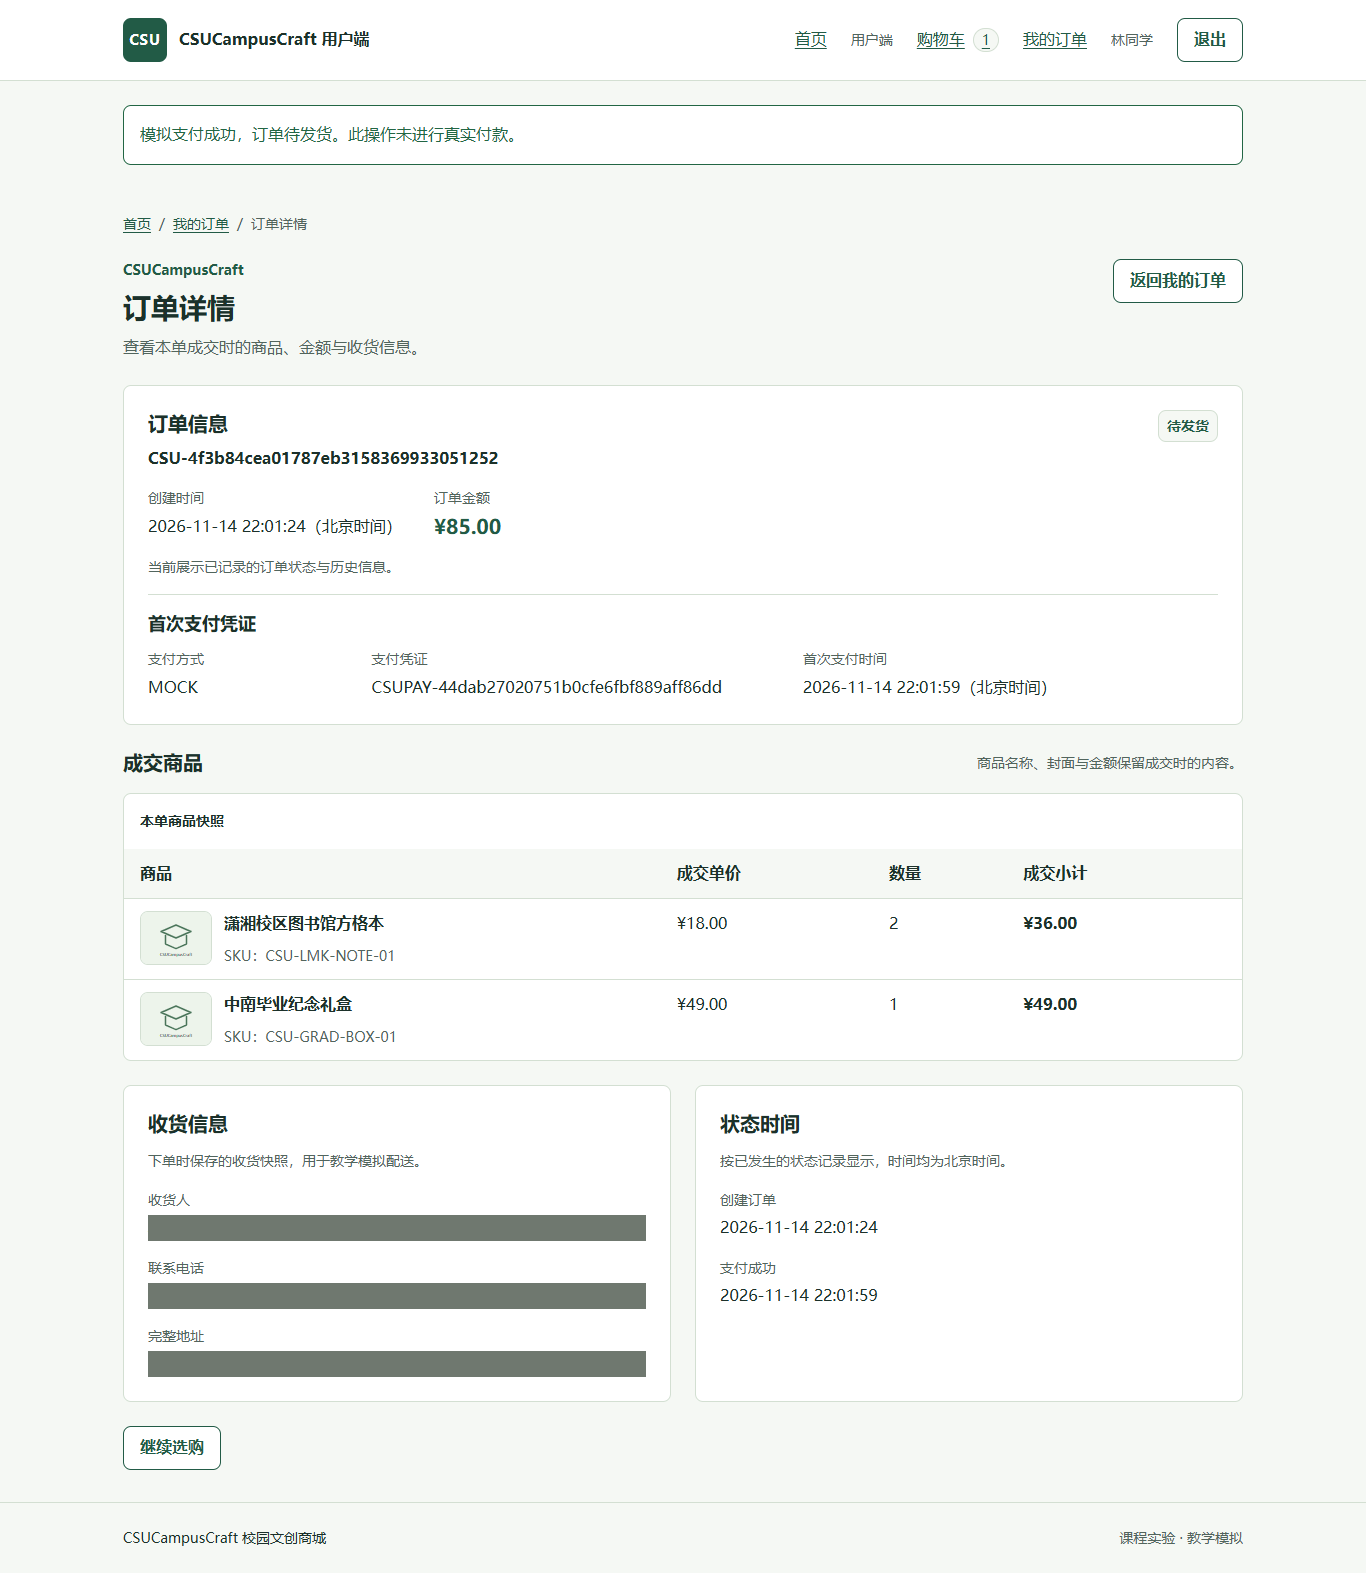 CSU CSUCampusCraft 用户端 首页 用户端 购物车 1 我的订单 林同学 退出
模拟支付成功，订单待发货。此操作未进行真实付款。
首页 / 我的订单 / 订单详情
CSUCampusCraft
返回我的订单
订单详情
查看本单成交时的商品、金额与收货信息。
订单信息
待发货
CSU-4f3b84cea01787eb3158369933051252
创建时间 订单金额
2026-11-14 22:01:24（北京时间） ¥85.00
当前展示已记录的订单状态与历史信息。
首次支付凭证
支付方式 支付凭证 首次支付时间
MOCK CSUPAY-44dab27020751b0cfe6fbf889aff86dd 2026-11-14 22:01:59（北京时间）
成交商品 商品名称、封面与金额保留成交时的内容。
本单商品快照
商品 成交单价 数量 成交小计
潇湘校区图书馆方格本 ¥18.00 2 ¥36.00
CSUCampusCraft
SKU：CSU-LMK-NOTE-01
中南毕业纪念礼盒 ¥49.00 1 ¥49.00
CSUCampusCraft
SKU：CSU-GRAD-BOX-01
收货信息
下单时保存的收货快照，用于教学模拟配送。
收货人
联系电话
完整地址
状态时间
按已发生的状态记录显示，时间均为北京时间。
创建订单
2026-11-14 22:01:24
支付成功
2026-11-14 22:01:59
继续选购
CSUCampusCraft 校园文创商城 课程实验 · 教学模拟